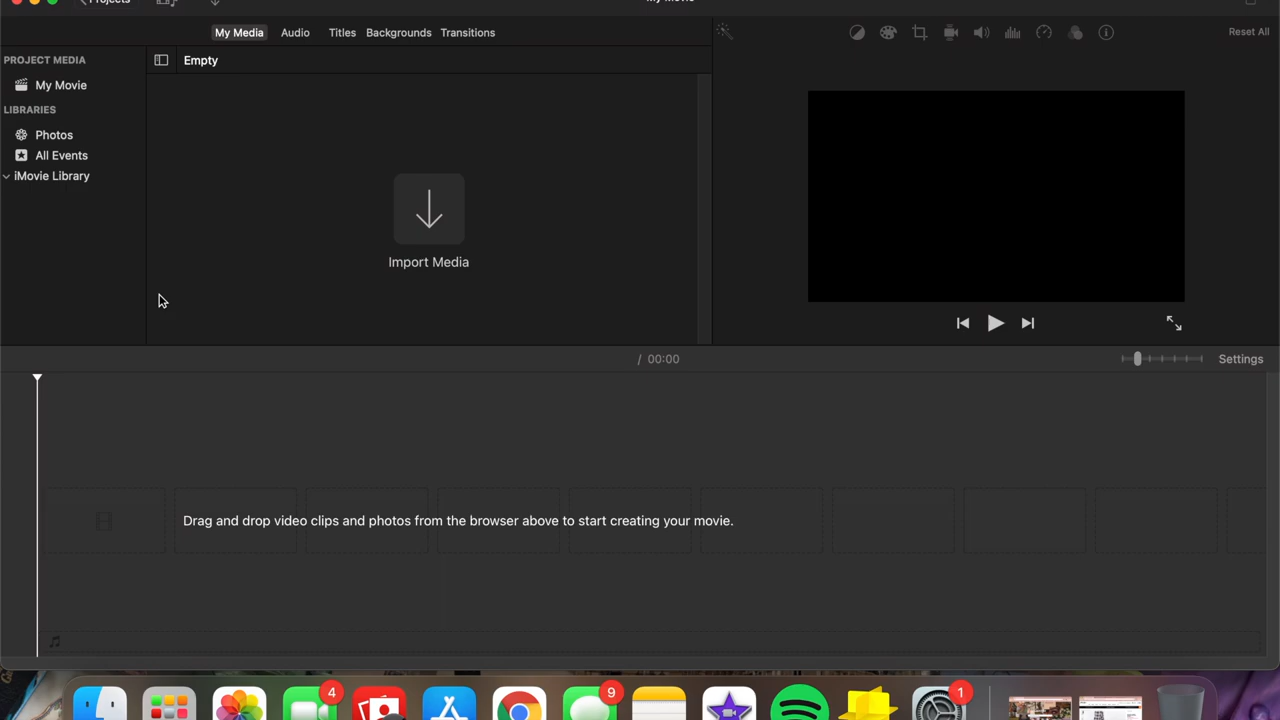 Projects
My Movie
My Media Audio Titles Backgrounds Transitions
Reset All
PROJECT MEDIA
My Movie
LIBRARIES
Photos
All Events
iMovie Library
Empty
Import Media
/ 00:00
Settings
Drag and drop video clips and photos from the browser above to start creating your movie.
4
9
1